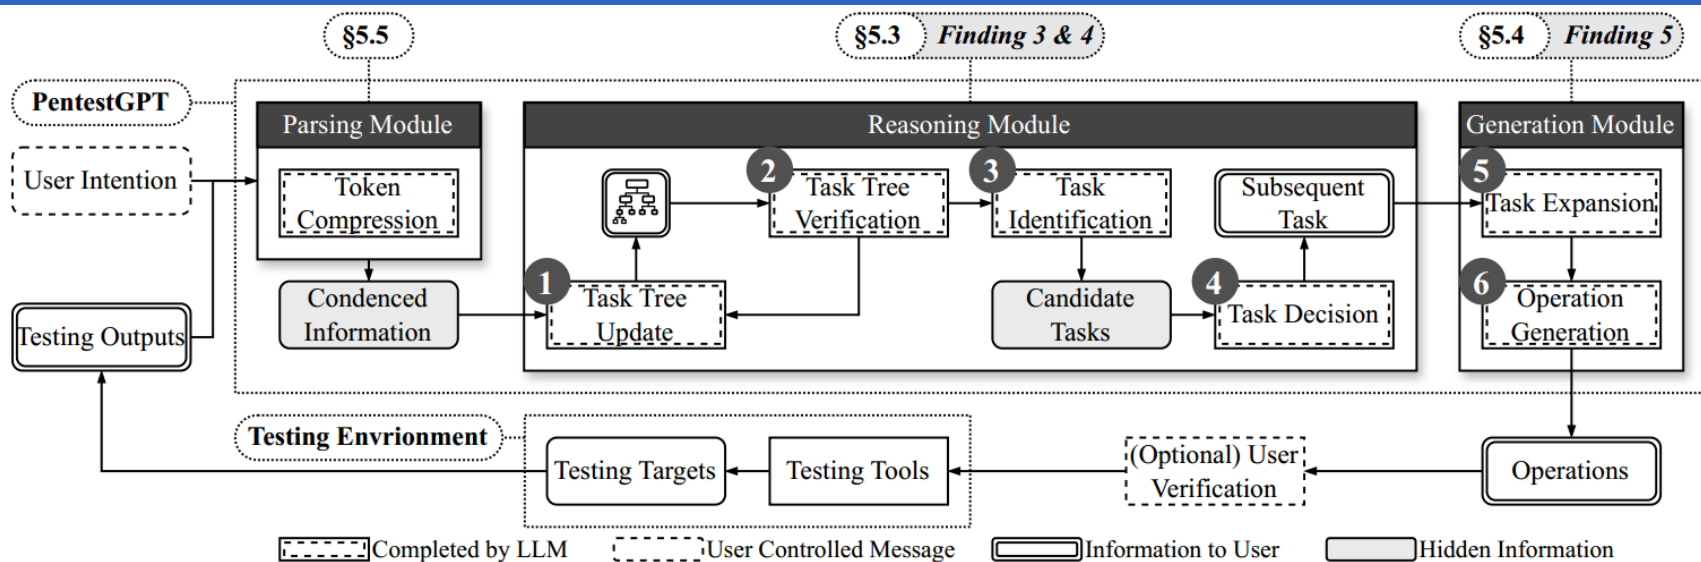 §5.5
§5.3 Finding 3 & 4
§5.4 Finding 5
PentestGPT
Parsing Module
Reasoning Module
Generation Module
User Intention
Token
Compression
2
Task Tree
Verification
3
Task
Identification
Subsequent
Task
5
Task Expansion
Testing Outputs
Condenced
Information
1
Task Tree
Update
Candidate
Tasks
4
Task Decision
6
Operation
Generation
Testing Envrionment
Testing Targets
Testing Tools
(Optional) User
Verification
Operations
Completed by LLM
User Controlled Message
Information to User
Hidden Information